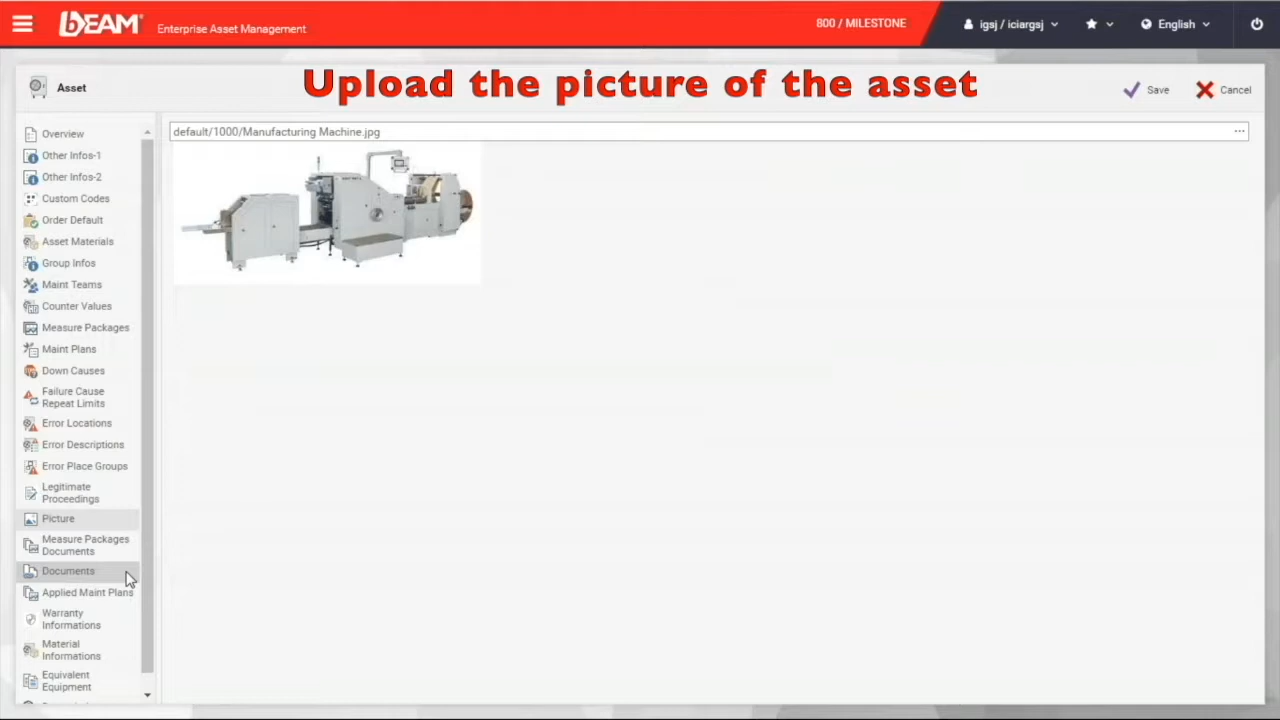 bEAM
Enterprise Asset Management
800 / MILESTONE
igsj / iciargsj
English
Asset
Upload the picture of the asset
Save
Cancel
Overview
Other Infos-1
Other Infos-2
Custom Codes
Order Default
Asset Materials
Group Infos
Maint Teams
Counter Values
Measure Packages
Maint Plans
Down Causes
Failure Cause
Repeat Limits
Error Locations
Error Descriptions
Error Place Groups
Legitimate
Proceedings
Picture
Measure Packages
Documents
Documents
Applied Maint Plans
Warranty
Informations
Material
Informations
Equivalent
Equipment
default/1000/Manufacturing Machine.jpg
...